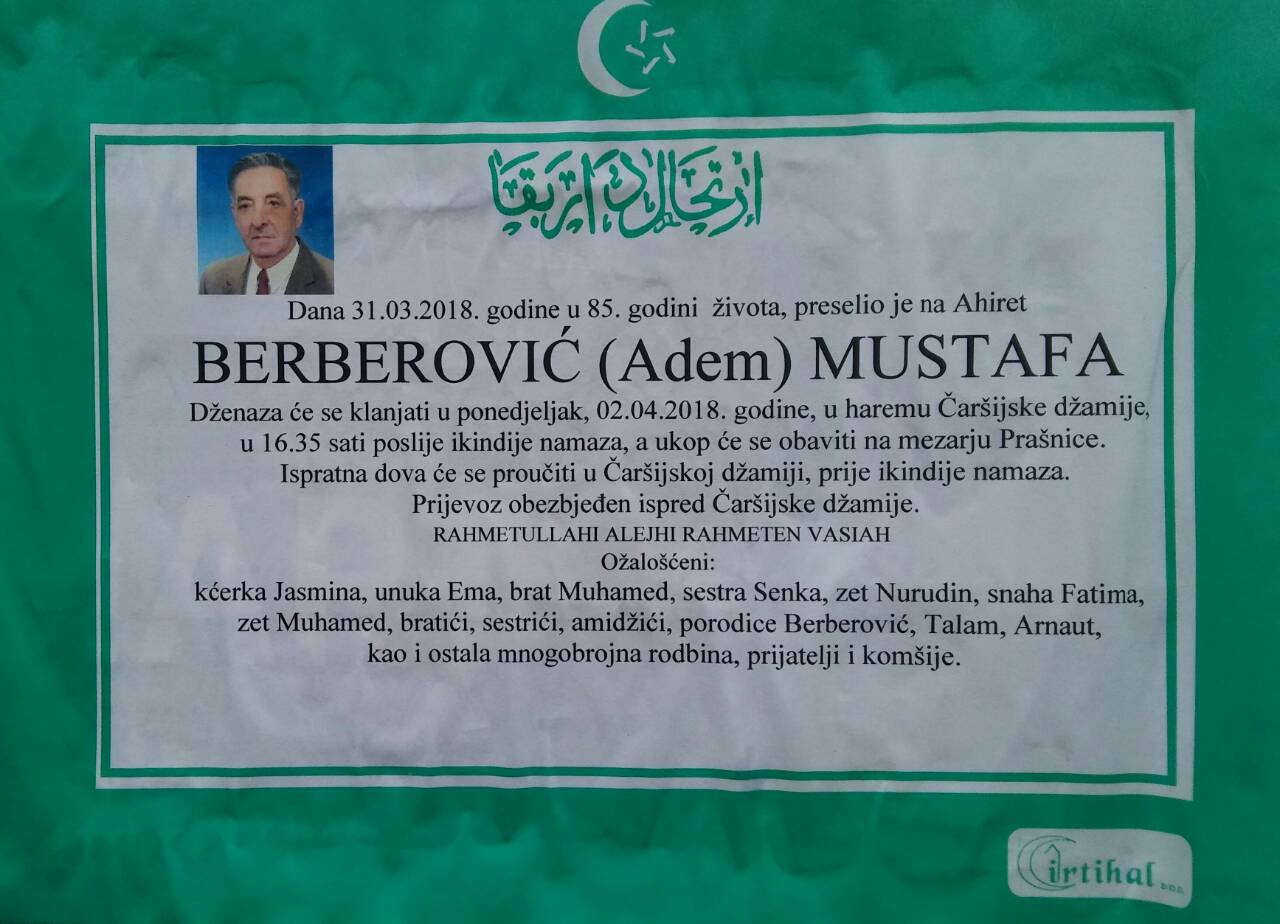 إرتحال دار بقا
Dana 31.03.2018. godine u 85. godini života, preselio je na Ahiret
BERBEROVIĆ (Adem) MUSTAFA
Dženaza će se klanjati u ponedjeljak, 02.04.2018. godine, u haremu Čaršijske džamije,
u 16.35 sati poslije ikindije namaza, a ukop će se obaviti na mezarju Prašnice.
Ispratna dova će se proučiti u Čaršijskoj džamiji, prije ikindije namaza.
Prijevoz obezbjeđen ispred Čaršijske džamije.
RAHMETULLAHI ALEJHI RAHMETEN VASIAH
Ožalošćeni:
kćerka Jasmina, unuka Ema, brat Muhamed, sestra Senka, zet Nurudin, snaha Fatima,
zet Muhamed, bratići, sestrići, amidžići, porodice Berberović, Talam, Arnaut,
kao i ostala mnogobrojna rodbina, prijatelji i komšije.
irtihal D.O.O.